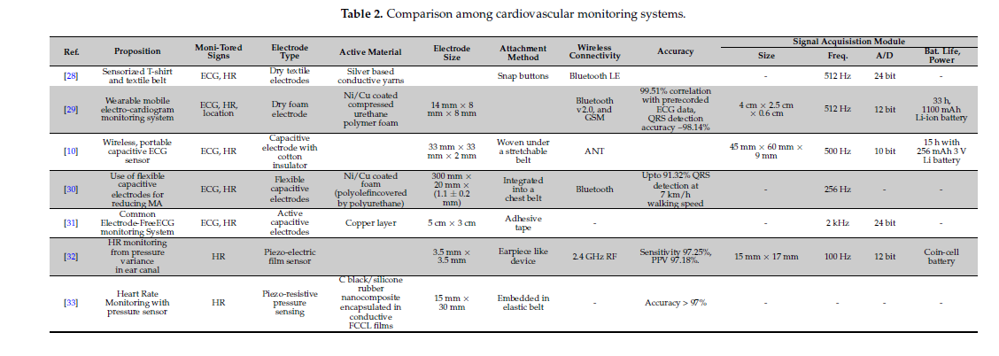 Table 2. Comparison among cardiovascular monitoring systems.
Ref. Proposition Moni-Tored Signs Electrode Type Active Material Electrode Size Attachment Method Wireless Connectivity Accuracy Signal Acquisistion Module
Size Freq. A/D Bat. Life, Power
[28] Sensorized T-shirt and textile belt ECG, HR Dry textile electrodes Silver based conductive yarns Snap buttons Bluetooth LE - 512 Hz 24 bit -
[29] Wearable mobile electro-cardiogram monitoring system ECG, HR, location Dry foam electrode Ni/Cu coated compressed urethane polymer foam 14 mm × 8 mm × 8 mm Bluetooth v2.0, and GSM 99.51% correlation with prerecorded ECG data, QRS detection accuracy ~98.14% 4 cm × 2.5 cm × 0.6 cm 512 Hz 12 bit 33 h, 1100 mAh Li-ion battery
[10] Wireless, portable capacitive ECG sensor ECG, HR Capacitive electrode with cotton insulator 33 mm × 33 mm × 2 mm Woven under a stretchable belt ANT 45 mm × 60 mm × 9 mm 500 Hz 10 bit 15 h with 256 mAh 3 V Li battery
[30] Use of flexible capacitive electrodes for reducing MA ECG, HR Flexible capacitive electrodes Ni/Cu coated foam (polyolefincovered by polyurethane) 300 mm × 20 mm × (1.1 ± 0.2 mm) Integrated into a chest belt Bluetooth Upto 91.32% QRS detection at 7 km/h walking speed - 256 Hz - -
[31] Common Electrode-FreeECG monitoring System ECG, HR Active capacitive electrodes Copper layer 5 cm × 3 cm Adhesive tape - - 2 kHz 24 bit -
[32] HR monitoring from pressure variance in ear canal HR Piezo-electric film sensor 3.5 mm × 3.5 mm Earpiece like device 2.4 GHz RF Sensitivity 97.25%, PPV 97.18%. 15 mm × 17 mm 100 Hz 12 bit Coin-cell battery
[33] Heart Rate Monitoring with pressure sensor HR Piezo-resistive pressure sensing C black/silicone rubber nanocomposite encapsulated in conductive FCCL films 15 mm × 30 mm Embedded in elastic belt - Accuracy > 97% - - - -